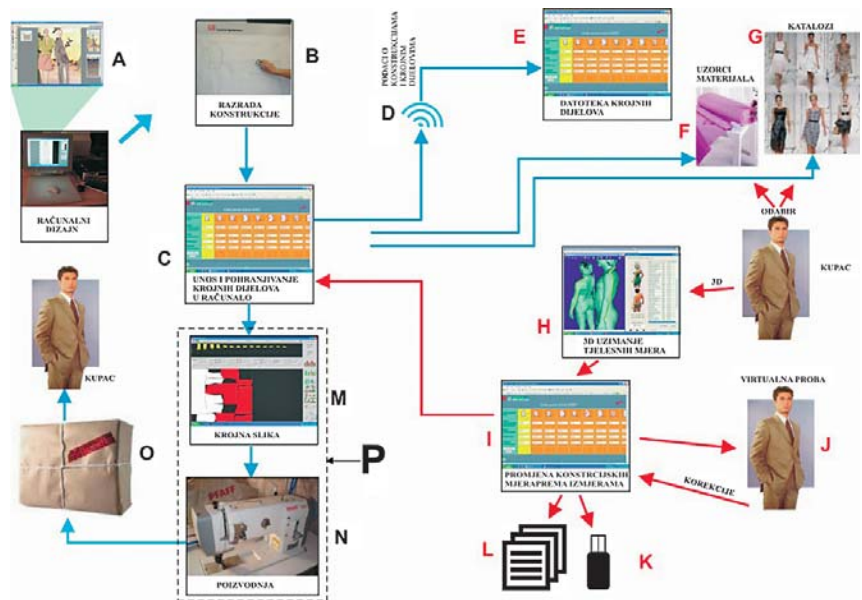 A
RAČUNALNI
DIZAJN
B
RAZRADA
KONSTRUKCIJE
PODACI O
KONSTRUKCIJAMA
I KROJNIM
DIJELOVIMA
D
E
DATOTEKA KROJNIH
DIJELOVA
G
KATALOZI
UZORCI
MATERIJALA
F
ODABIR
KUPAC
3D
C
UNOS I POHRANJIVANJE
KROJNIH DIJELOVA
U RAČUNALO
H
3D UZIMANJE
TJELESNIH MJERA
KUPAC
M
KROJNA SLIKA
I
PROMJENA KONSTRCIJSKIH
MJERAPREMA IZMJERAMA
VIRTUALNA PROBA
J
KOREKCIJE
O
P
PFAFF
N
POIZVODNJA
L
K